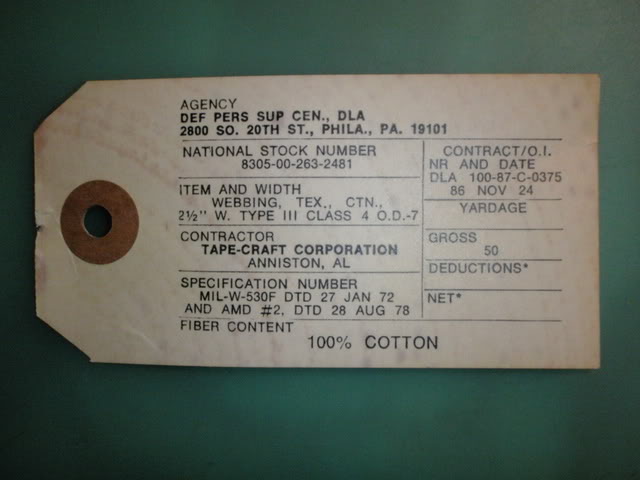 AGENCY
DEF PERS SUP CEN., DLA
2800 SO. 20TH ST., PHILA., PA. 19101
NATIONAL STOCK NUMBER
8305-00-263-2481
ITEM AND WIDTH
WEBBING, TEX., CTN.,
2½" W. TYPE III CLASS 4 O.D.-7
CONTRACTOR
TAPE-CRAFT CORPORATION
ANNISTON, AL
SPECIFICATION NUMBER
MIL-W-530F DTD 27 JAN 72
AND AMD #2, DTD 28 AUG 78
FIBER CONTENT
100% COTTON
CONTRACT/O.I.
NR AND DATE
DLA 100-87-C-0375
86 NOV 24
YARDAGE
GROSS
50
DEDUCTIONS*
NET*